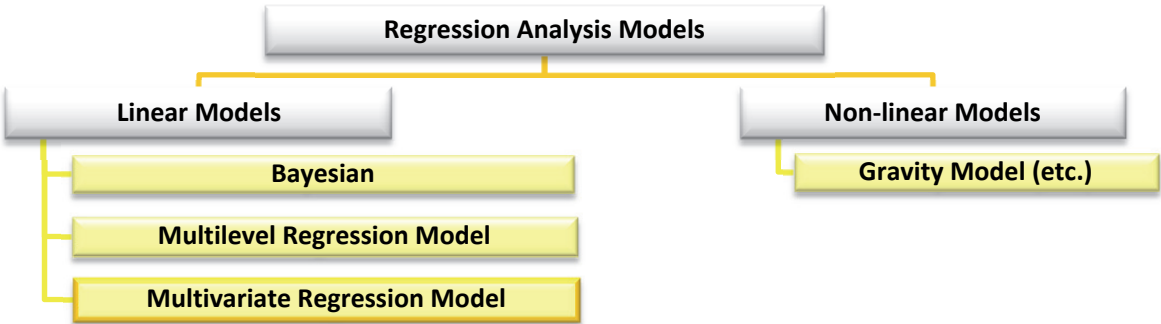 Regression Analysis Models
Linear Models
Non-linear Models
Bayesian
Gravity Model (etc.)
Multilevel Regression Model
Multivariate Regression Model